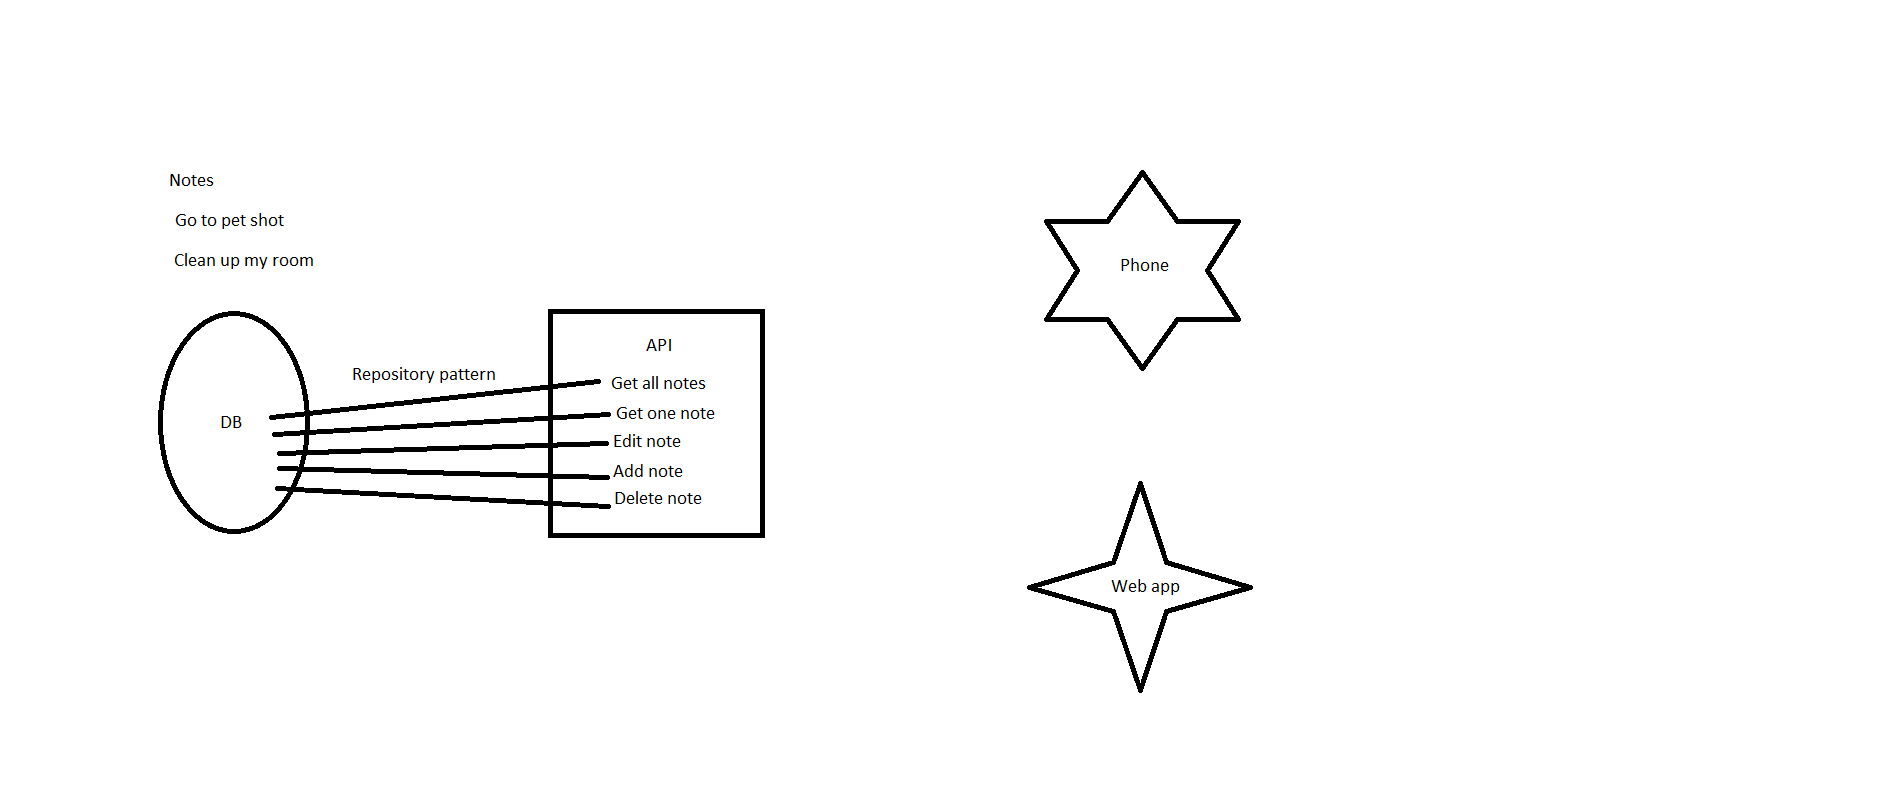 Notes
Go to pet shot
Clean up my room
DB
Repository pattern
API
Get all notes
Get one note
Edit note
Add note
Delete note
Phone
Web app